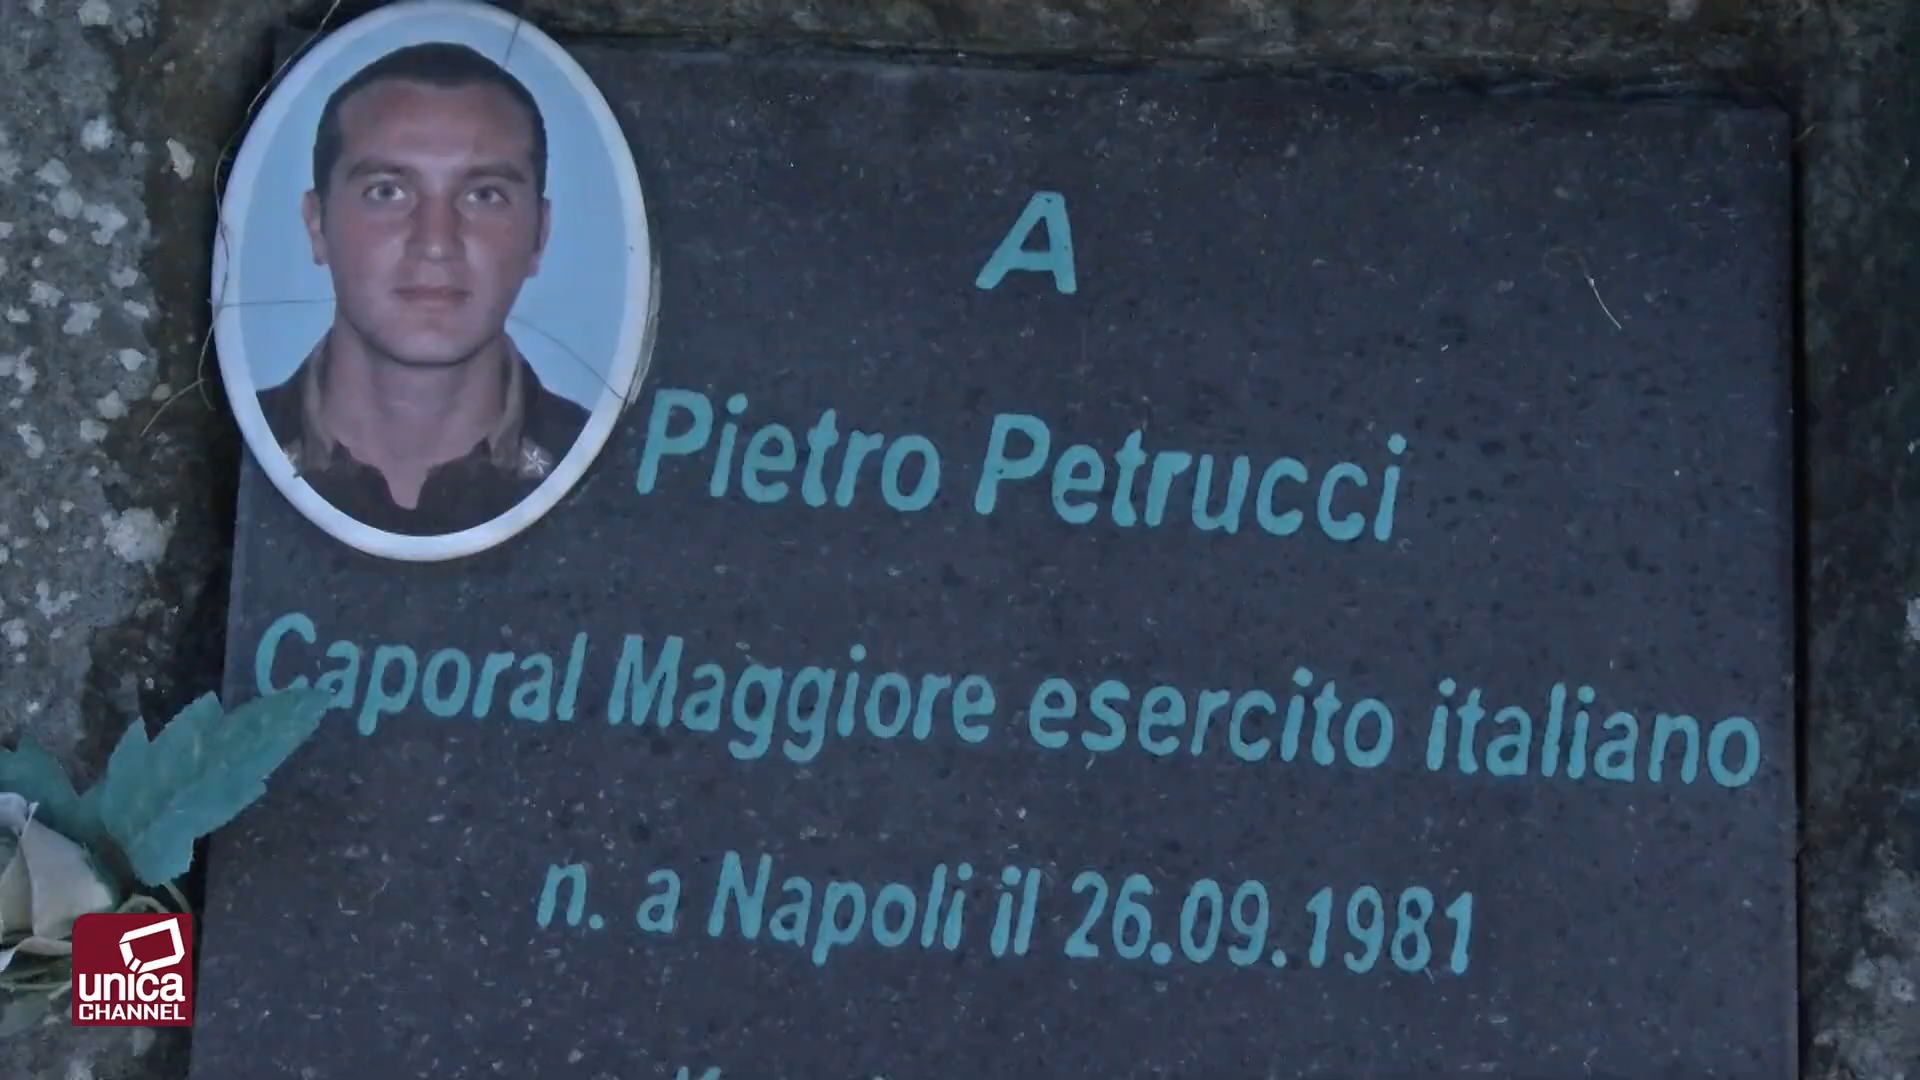 A
Pietro Petrucci
Caporal Maggiore esercito italiano
n. a Napoli il 26.09.1981
unica
CHANNEL